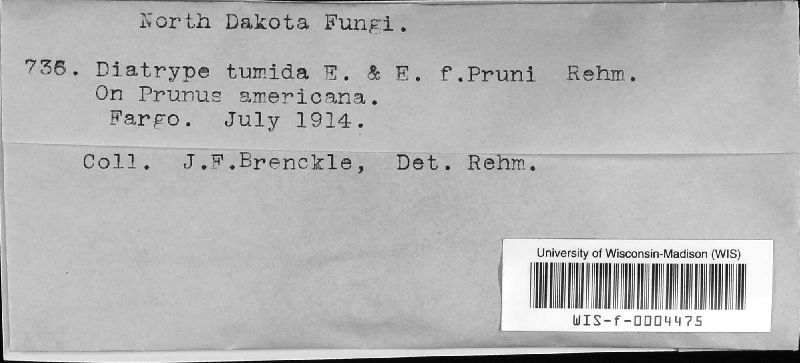 North Dakota Fungi.
736. Diatrype tumida E. & E. f.Pruni Rehm.
On Prunus americana.
Fargo. July 1914.
Coll. J.F.Brenckle, Det. Rehm.
University of Wisconsin-Madison (WIS)
WIS-f-0004475